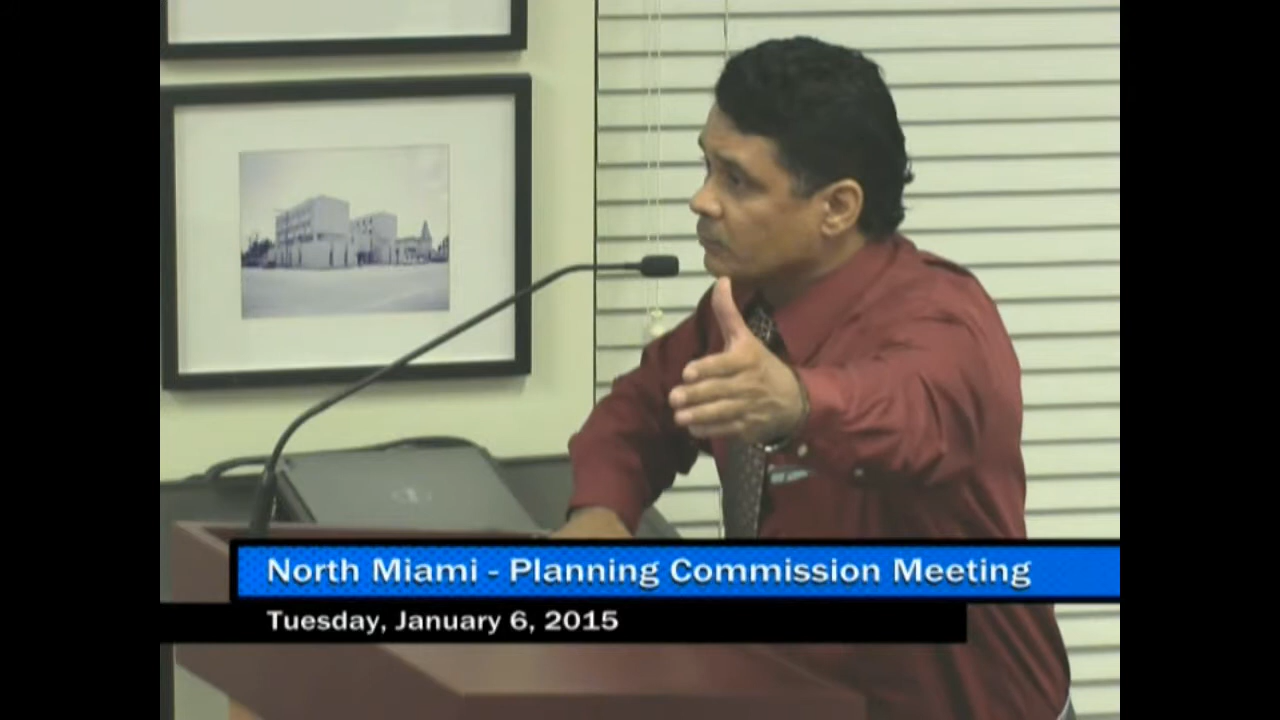 North Miami - Planning Commission Meeting
Tuesday, January 6, 2015